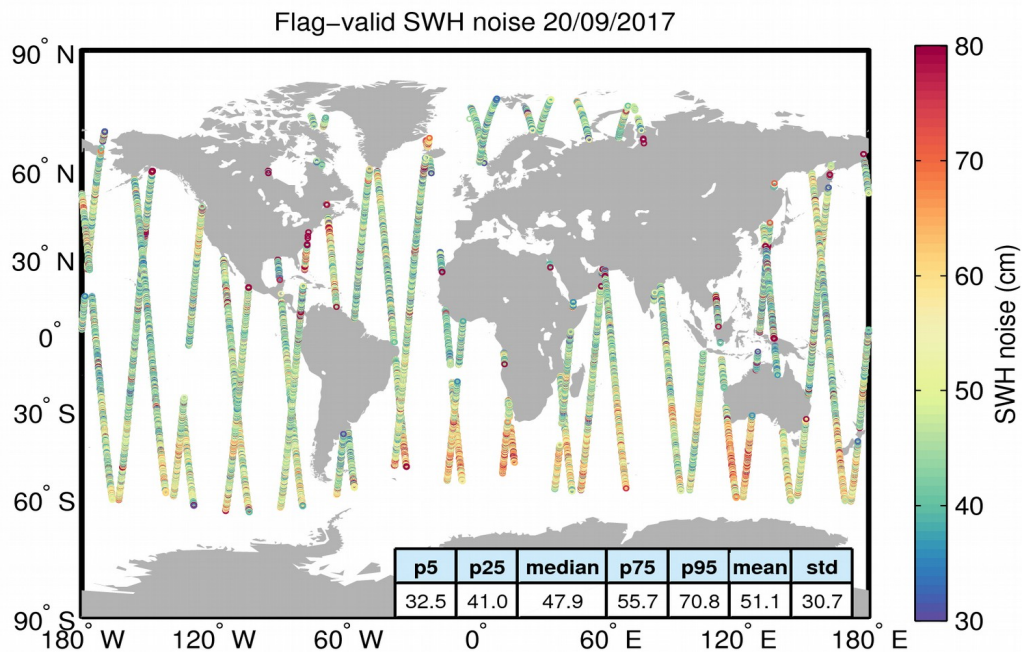 Flag−valid SWH noise 20/09/2017
90° N
60° N
30° N
0°
30° S
60° S
90° S
180° W
120° W
60° W
0°
60° E
120° E
180° E
80
70
60
50
40
30
SWH noise (cm)
p5 p25 median p75 p95 mean std
32.5 41.0 47.9 55.7 70.8 51.1 30.7